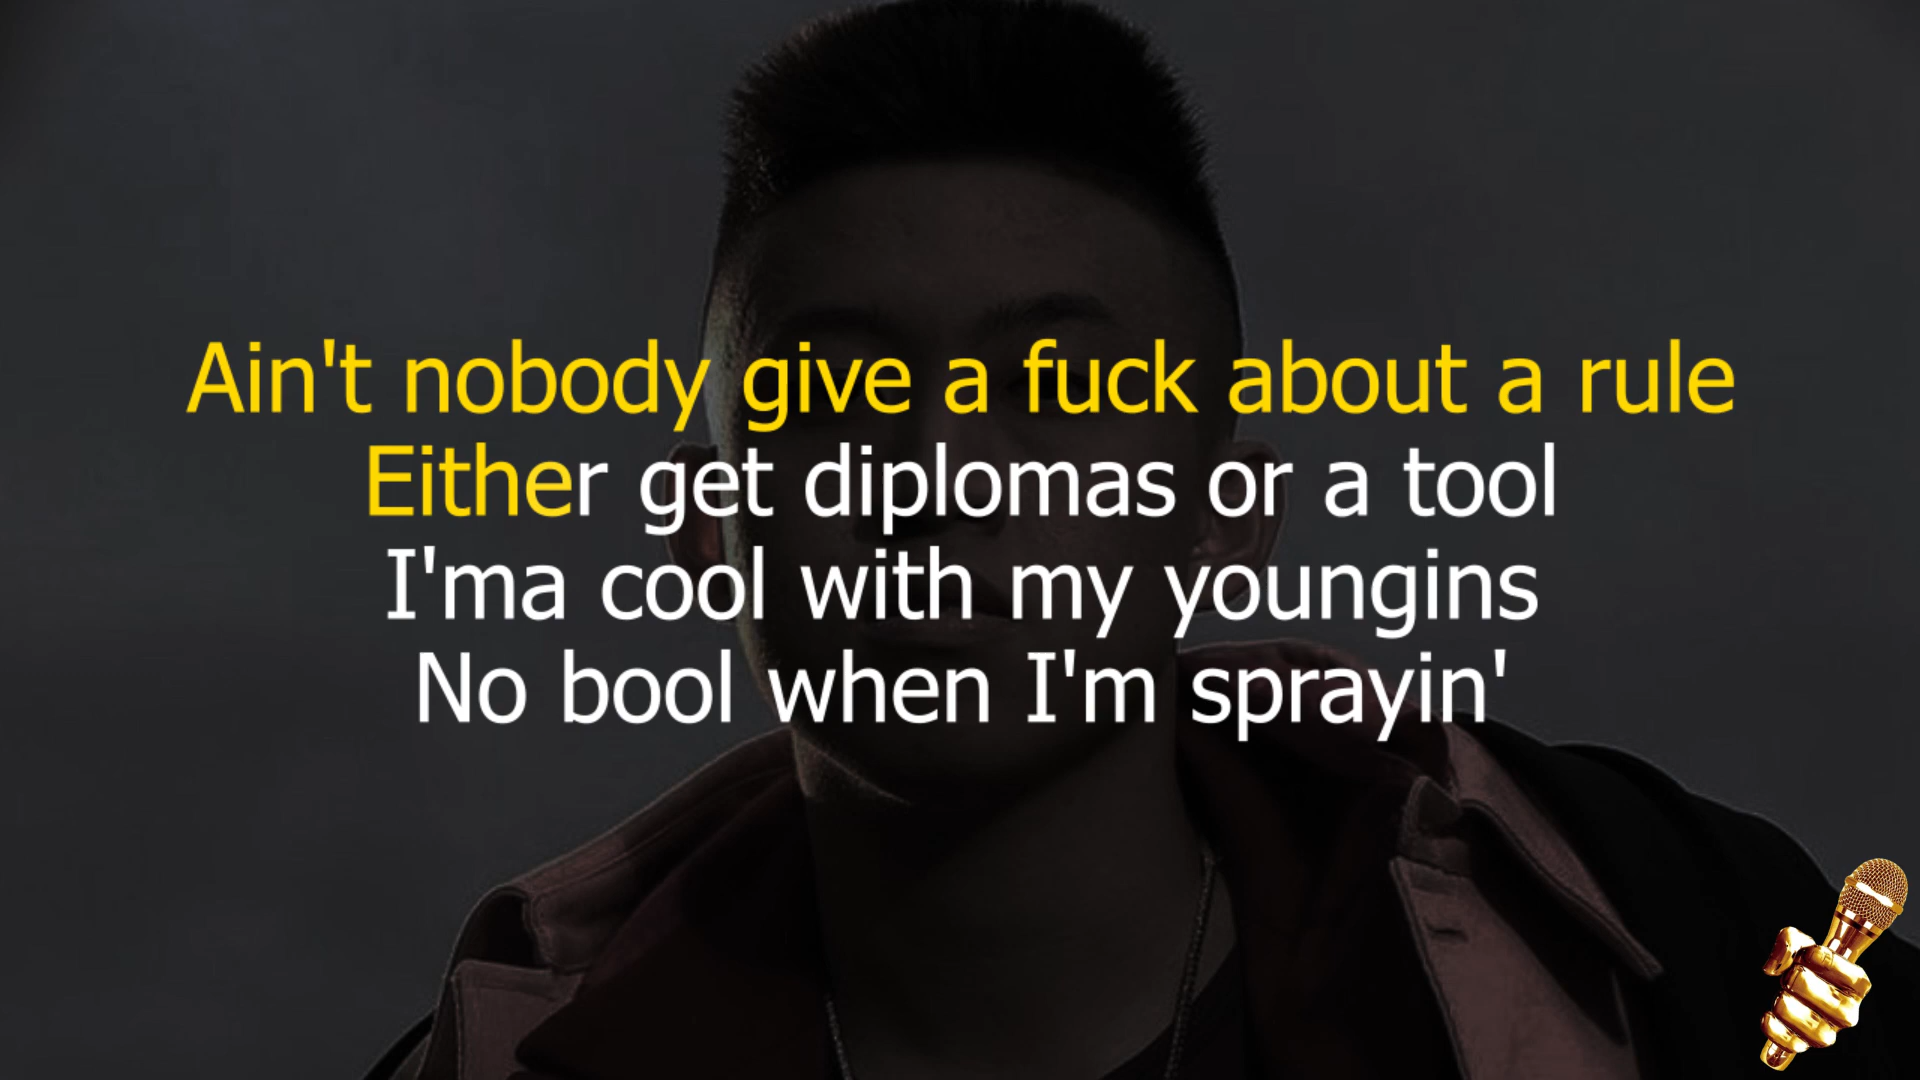 Ain't nobody give a fuck about a rule
Either get diplomas or a tool
I'ma cool with my youngins
No bool when I'm sprayin'